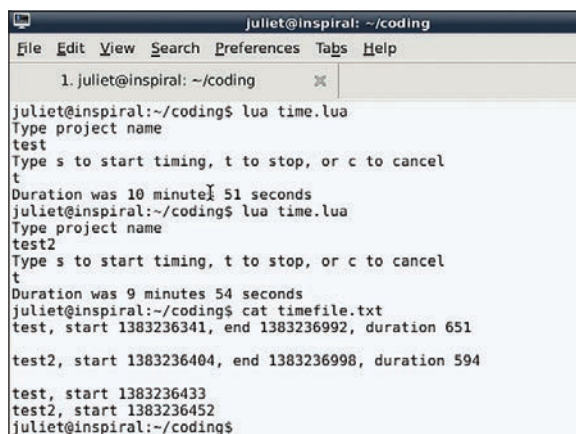 juliet@inspiral: ~/coding
File Edit View Search Preferences Tabs Help
1. juliet@inspiral: ~/coding
juliet@inspiral:~/coding$ lua time.lua
Type project name
test
Type s to start timing, t to stop, or c to cancel
t
Duration was 10 minutes 51 seconds
juliet@inspiral:~/coding$ lua time.lua
Type project name
test2
Type s to start timing, t to stop, or c to cancel
t
Duration was 9 minutes 54 seconds
juliet@inspiral:~/coding$ cat timefile.txt
test, start 1383236341, end 1383236992, duration 651
test2, start 1383236404, end 1383236998, duration 594
test, start 1383236433
test2, start 1383236452
juliet@inspiral:~/coding$